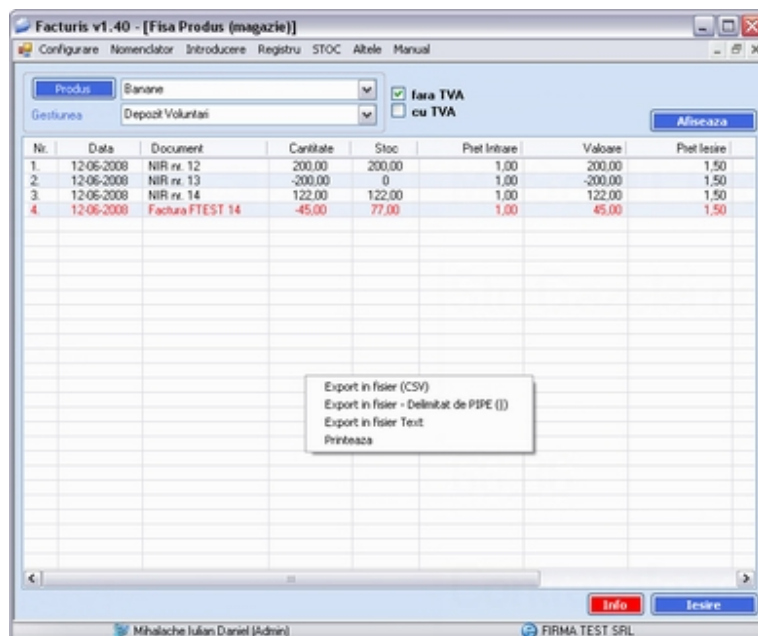 Facturis v1.40 - [Fisa Produs (magazie)]
Configurare Nomenclator Introducere Registru STOC Altele Manual
Produs Banane fara TVA
Gestiunea Depozit Voluntari cu TVA
Afiseaza
Nr. Data Document Cantitate Stoc Pret Intrare Valoare Pret Iesire
1. 12-06-2008 NIR nr. 12 200,00 200,00 1,00 200,00 1,50
2. 12-06-2008 NIR nr. 13 -200,00 0 1,00 -200,00 1,50
3. 12-06-2008 NIR nr. 14 122,00 122,00 1,00 122,00 1,50
4. 12-06-2008 Factura FTEST 14 -45,00 77,00 1,00 45,00 1,50
Export in fisier (CSV)
Export in fisier - Delimitat de PIPE (|)
Export in fisier Text
Printeaza
Info Iesire
Mihalache Iulian Daniel (Admin) FIRMA TEST SRL